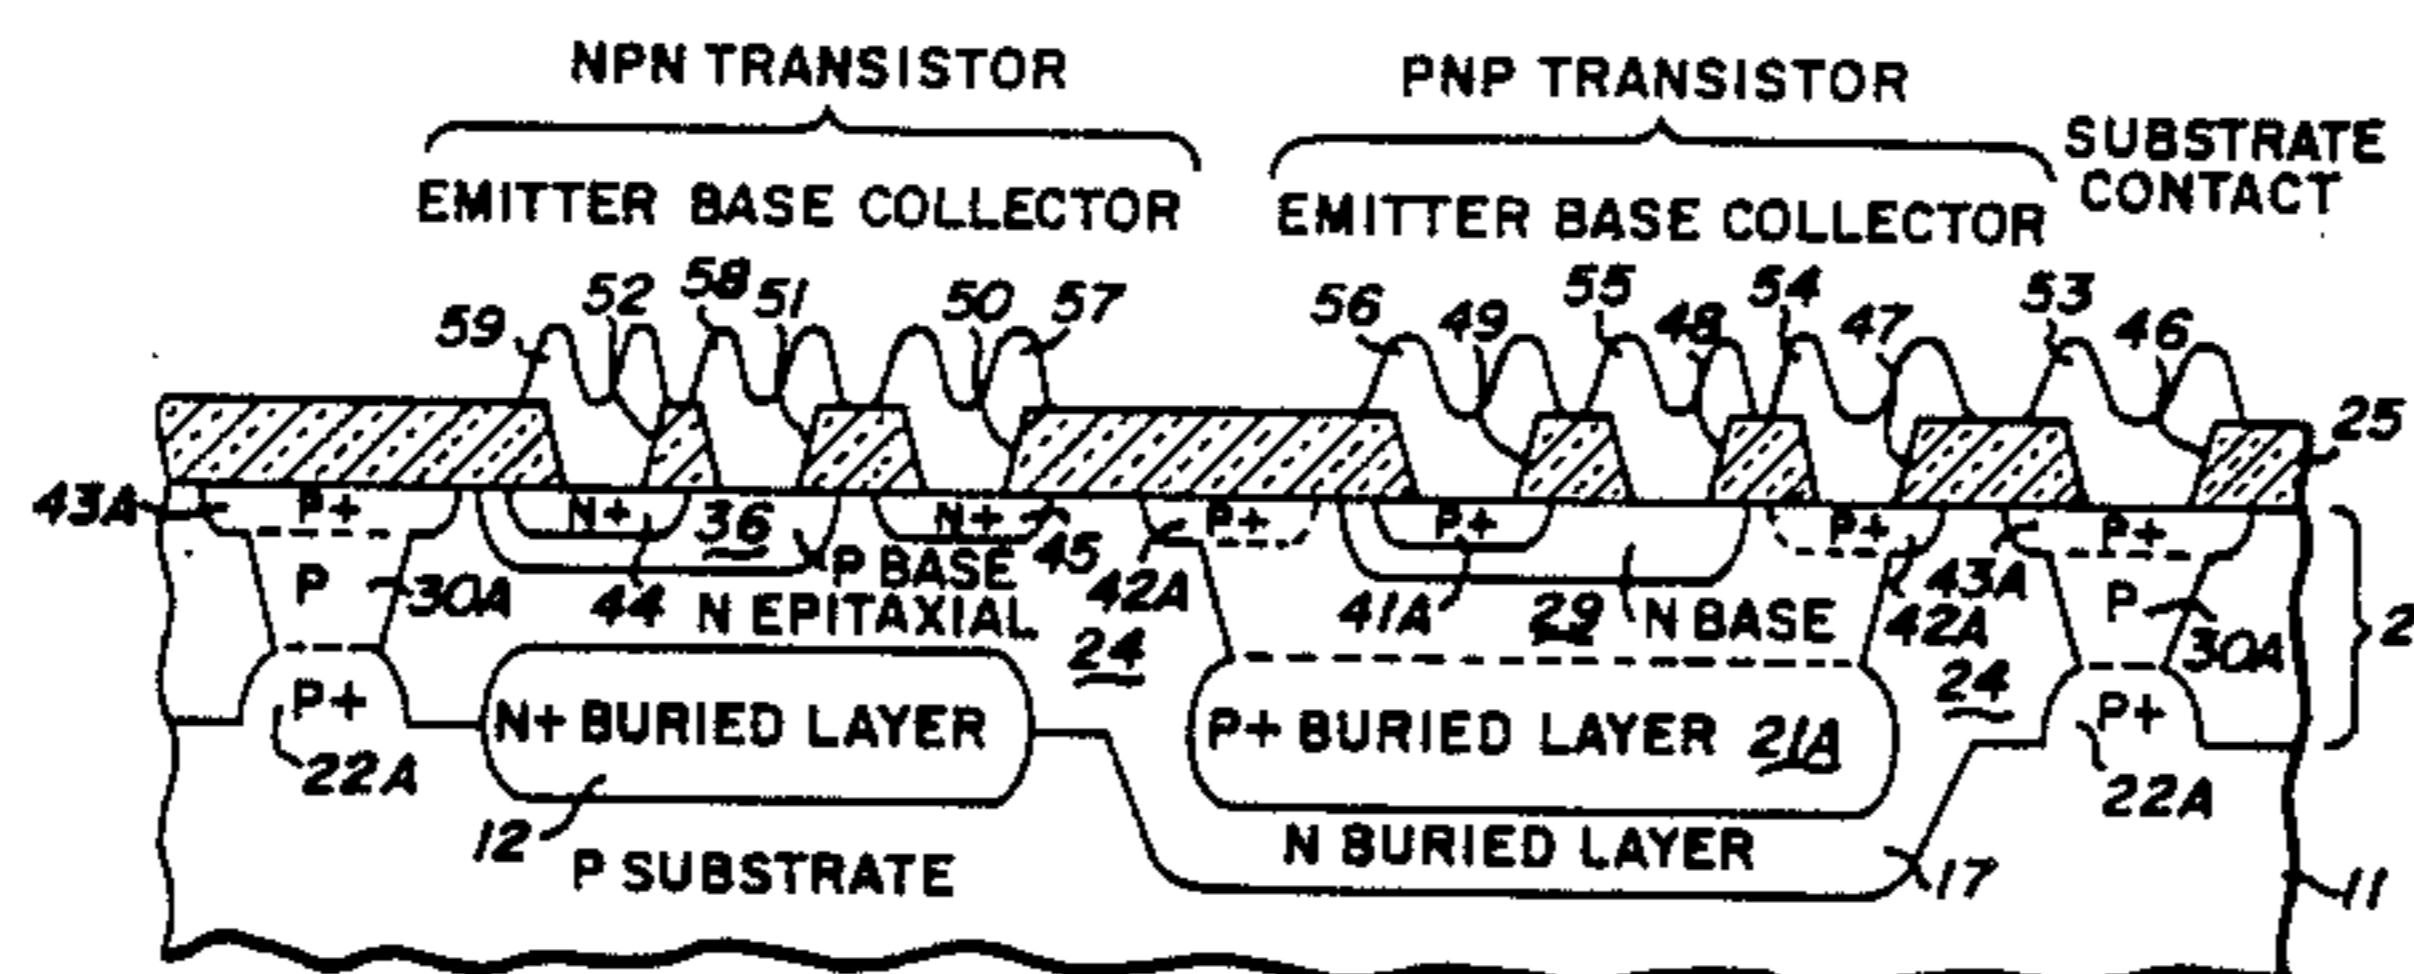 NPN TRANSISTOR
PNP TRANSISTOR
SUBSTRATE
CONTACT
EMITTER BASE COLLECTOR
EMITTER BASE COLLECTOR
59 52 58 51 50 57 56 49 55 48 54 47 53 46
25
43A P+ N+ 36 N+ 45 P+ P+ P+ P+
P 30A 44 P BASE 42A 41A 29 N BASE 43A 42A P 30A
N EPITAXIAL 24 24 2
P+ N+ BURIED LAYER P+ BURIED LAYER 21A P+
22A 22A
12 P SUBSTRATE N BURIED LAYER 17 11